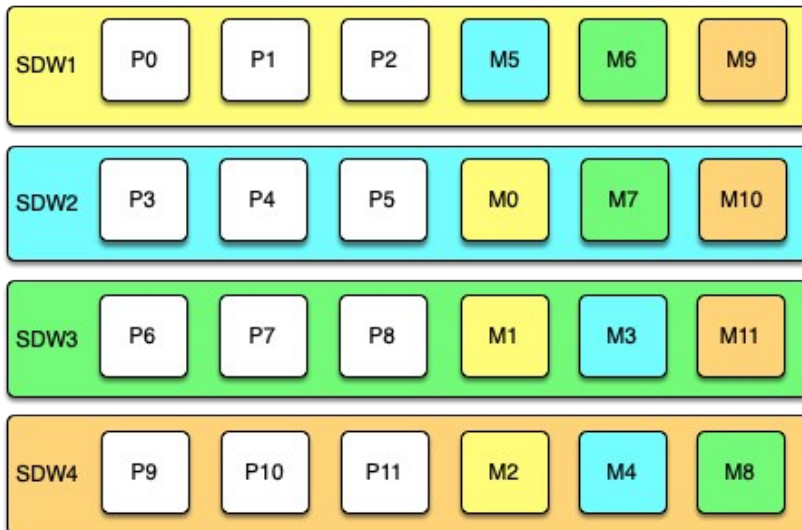 SDW1 P0 P1 P2 M5 M6 M9
SDW2 P3 P4 P5 M0 M7 M10
SDW3 P6 P7 P8 M1 M3 M11
SDW4 P9 P10 P11 M2 M4 M8